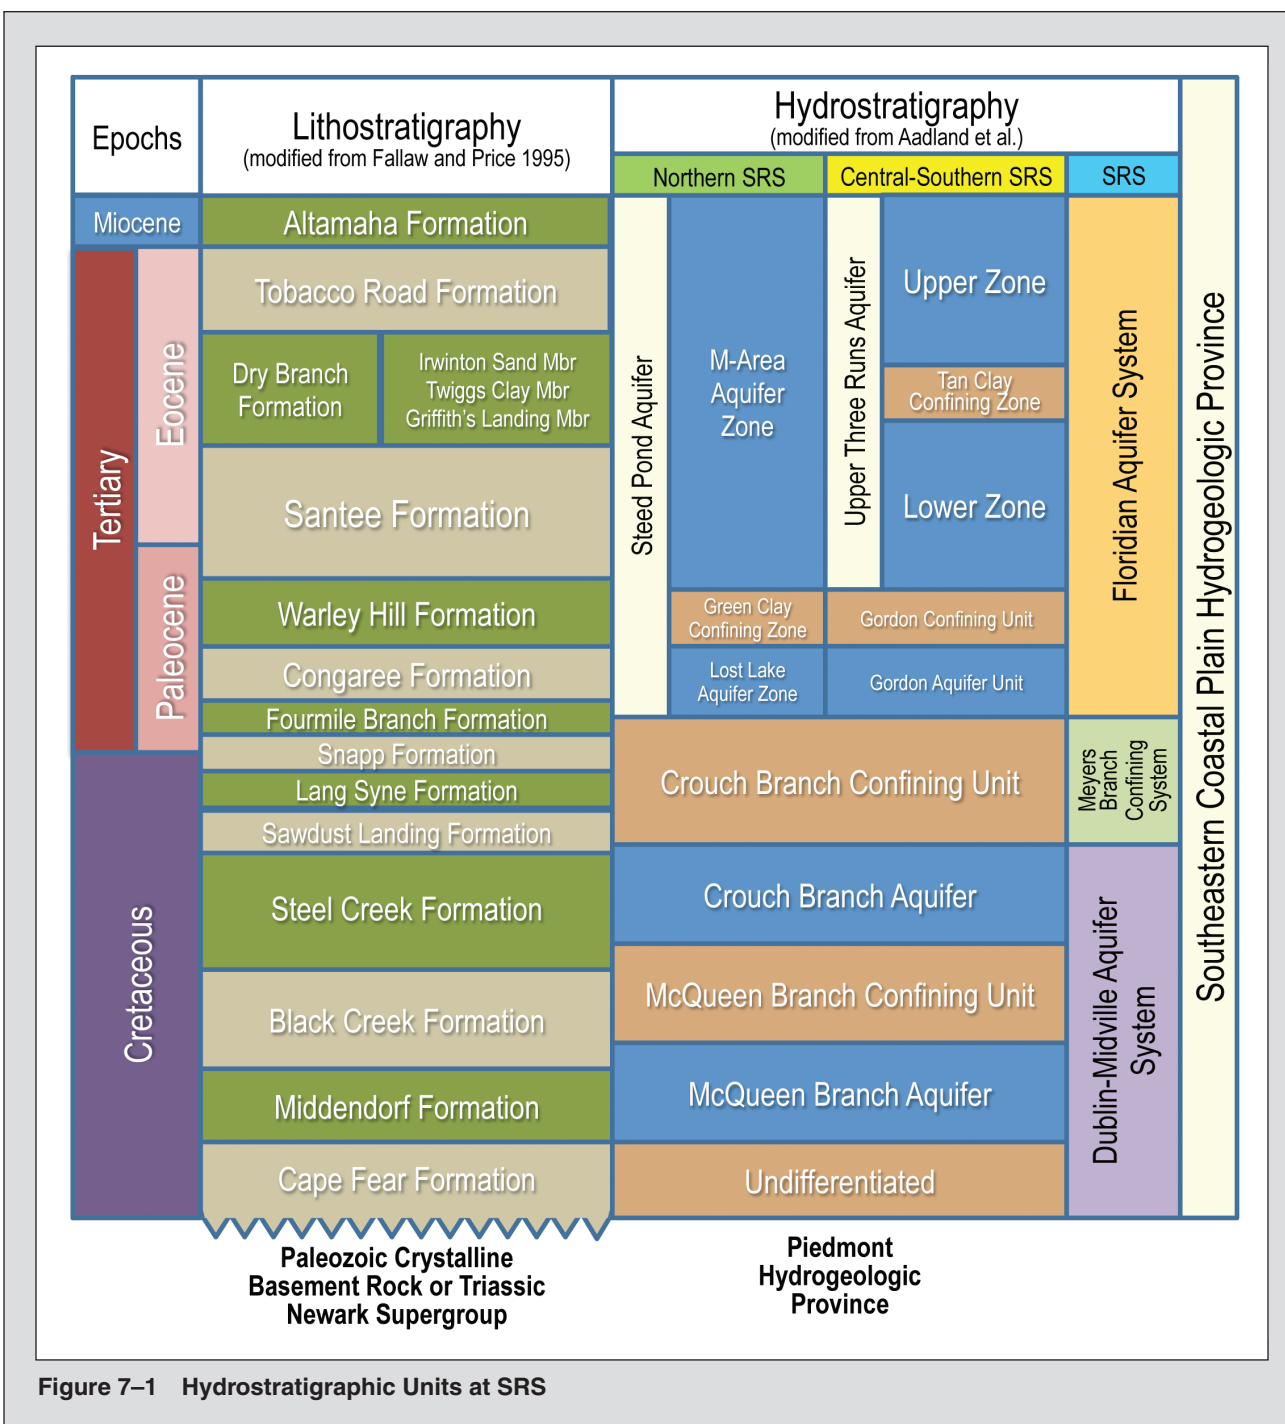 Epochs
Lithostratigraphy
(modified from Fallaw and Price 1995)
Hydrostratigraphy
(modified from Aadland et al.)
Northern SRS
Central-Southern SRS
SRS
Miocene
Tertiary
Eocene
Paleocene
Cretaceous
Altamaha Formation
Tobacco Road Formation
Dry Branch
Formation
Irwinton Sand Mbr
Twiggs Clay Mbr
Griffith's Landing Mbr
Santee Formation
Warley Hill Formation
Congaree Formation
Fourmile Branch Formation
Snapp Formation
Lang Syne Formation
Sawdust Landing Formation
Steel Creek Formation
Black Creek Formation
Middendorf Formation
Cape Fear Formation
Steed Pond Aquifer
M-Area
Aquifer
Zone
Green Clay
Confining Zone
Lost Lake
Aquifer Zone
Upper Three Runs Aquifer
Upper Zone
Tan Clay
Confining Zone
Lower Zone
Gordon Confining Unit
Gordon Aquifer Unit
Crouch Branch Confining Unit
Crouch Branch Aquifer
McQueen Branch Confining Unit
McQueen Branch Aquifer
Undifferentiated
Floridian Aquifer System
Meyers
Branch
Confining
System
Dublin-Midville Aquifer
System
Southeastern Coastal Plain Hydrogeologic Province
Paleozoic Crystalline
Basement Rock or Triassic
Newark Supergroup
Piedmont
Hydrogeologic
Province
Figure 7–1 Hydrostratigraphic Units at SRS